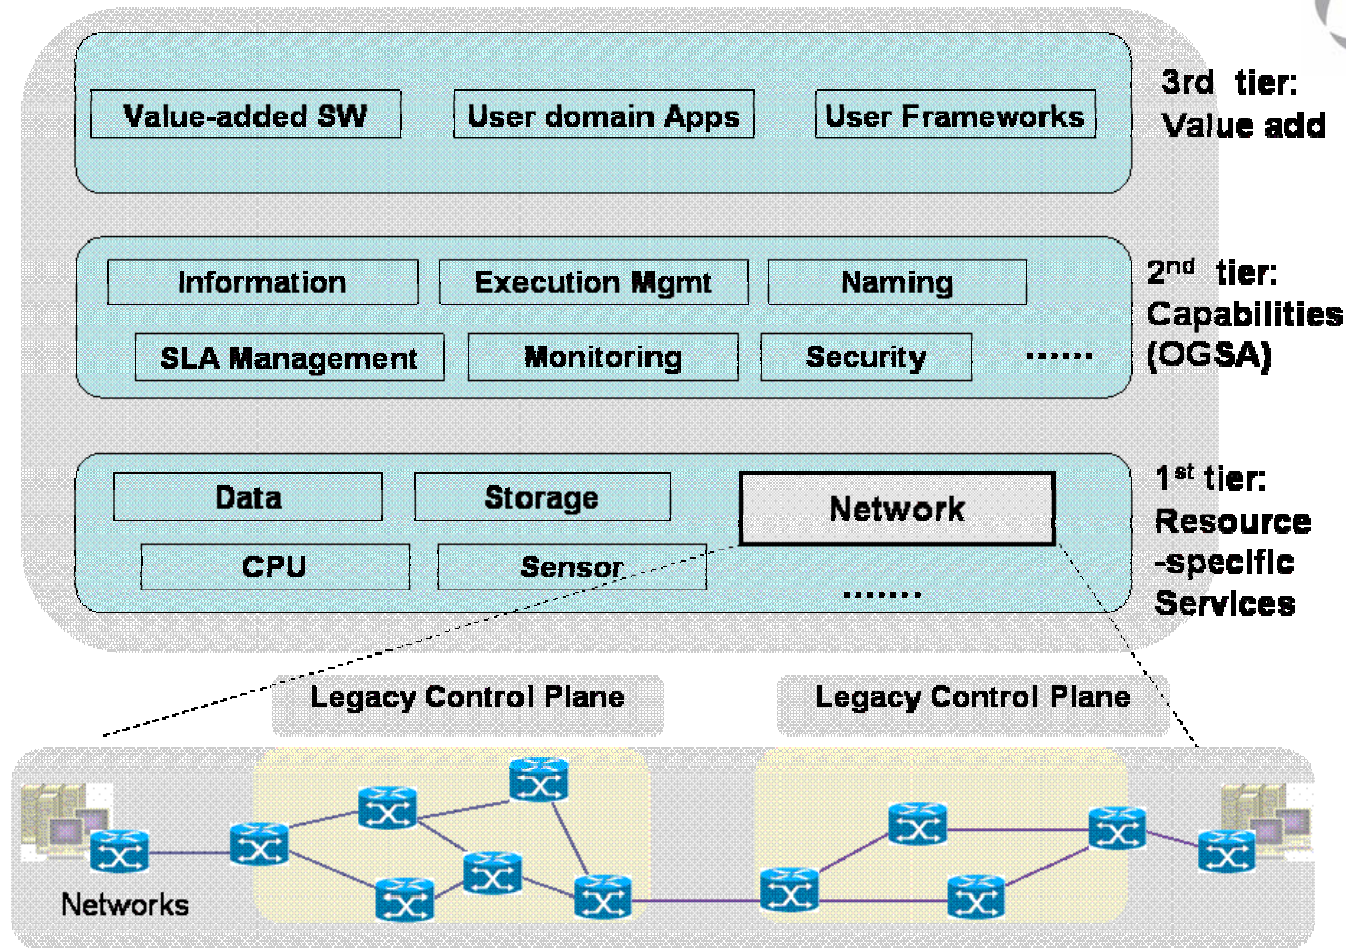 Value-added SW
User domain Apps
User Frameworks
3rd tier:
Value add
Information
Execution Mgmt
Naming
SLA Management
Monitoring
Security
......
2nd tier:
Capabilities
(OGSA)
Data
Storage
Network
CPU
Sensor
.......
1st tier:
Resource
-specific
Services
Legacy Control Plane
Legacy Control Plane
Networks